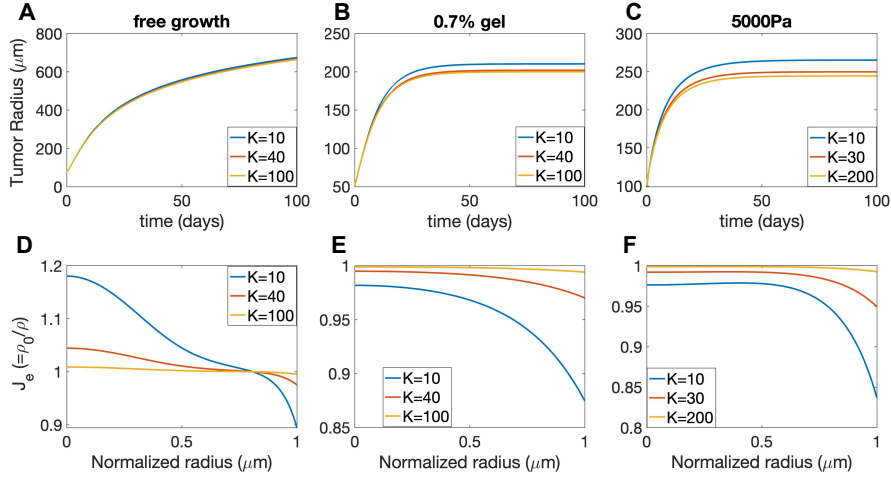 A
free growth
Tumor Radius (μm)
800
600
400
200
0
0
50
100
time (days)
K=10
K=40
K=100
B
0.7% gel
250
200
150
100
50
0
50
100
time (days)
K=10
K=40
K=100
C
5000Pa
300
250
200
150
100
0
50
100
time (days)
K=10
K=30
K=200
D
J_e (=ρ_0/ρ)
1.2
1.1
1
0.9
0
0.5
1
Normalized radius (μm)
K=10
K=40
K=100
E
1
0.95
0.9
0.85
0
0.5
1
Normalized radius (μm)
K=10
K=40
K=100
F
1
0.95
0.9
0.85
0.8
0
0.5
1
Normalized radius (μm)
K=10
K=30
K=200